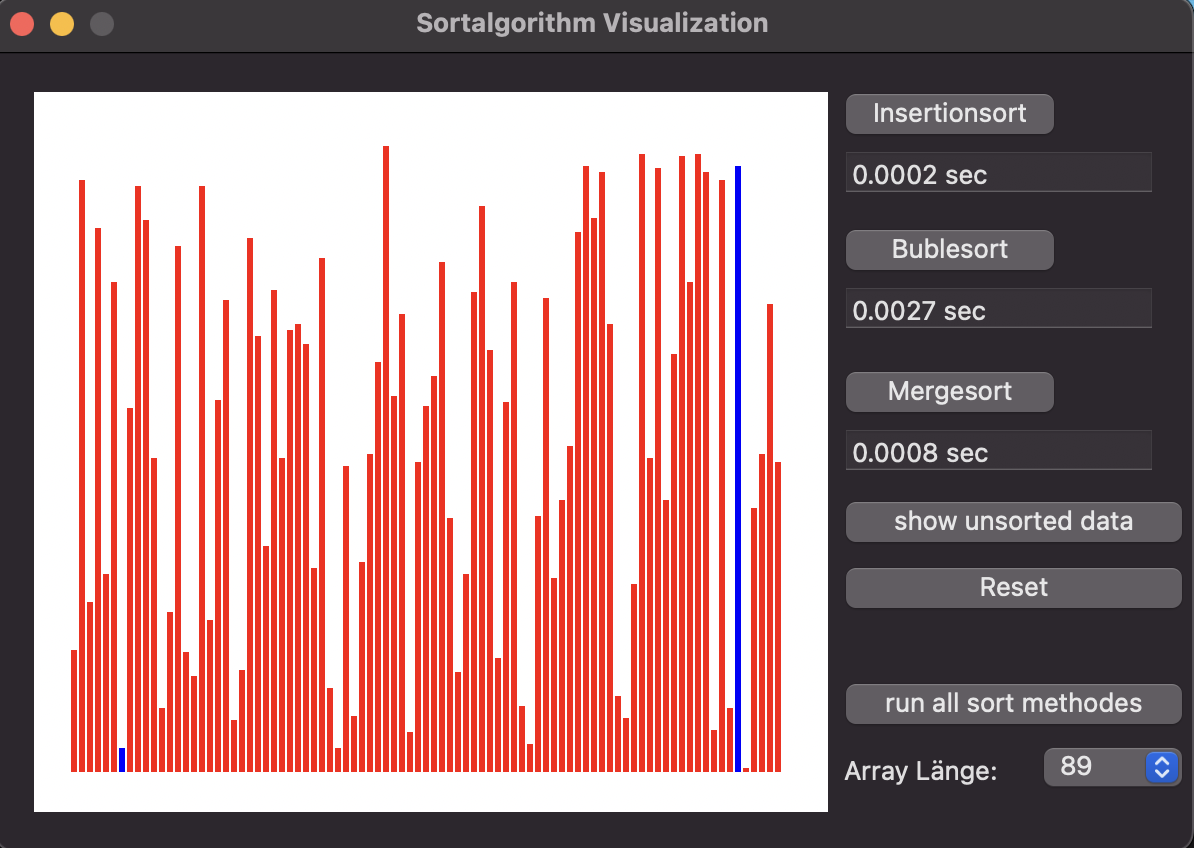 Sortalgorithm Visualization
Insertionsort
0.0002 sec
Bublesort
0.0027 sec
Mergesort
0.0008 sec
show unsorted data
Reset
run all sort methodes
Array Länge: 89